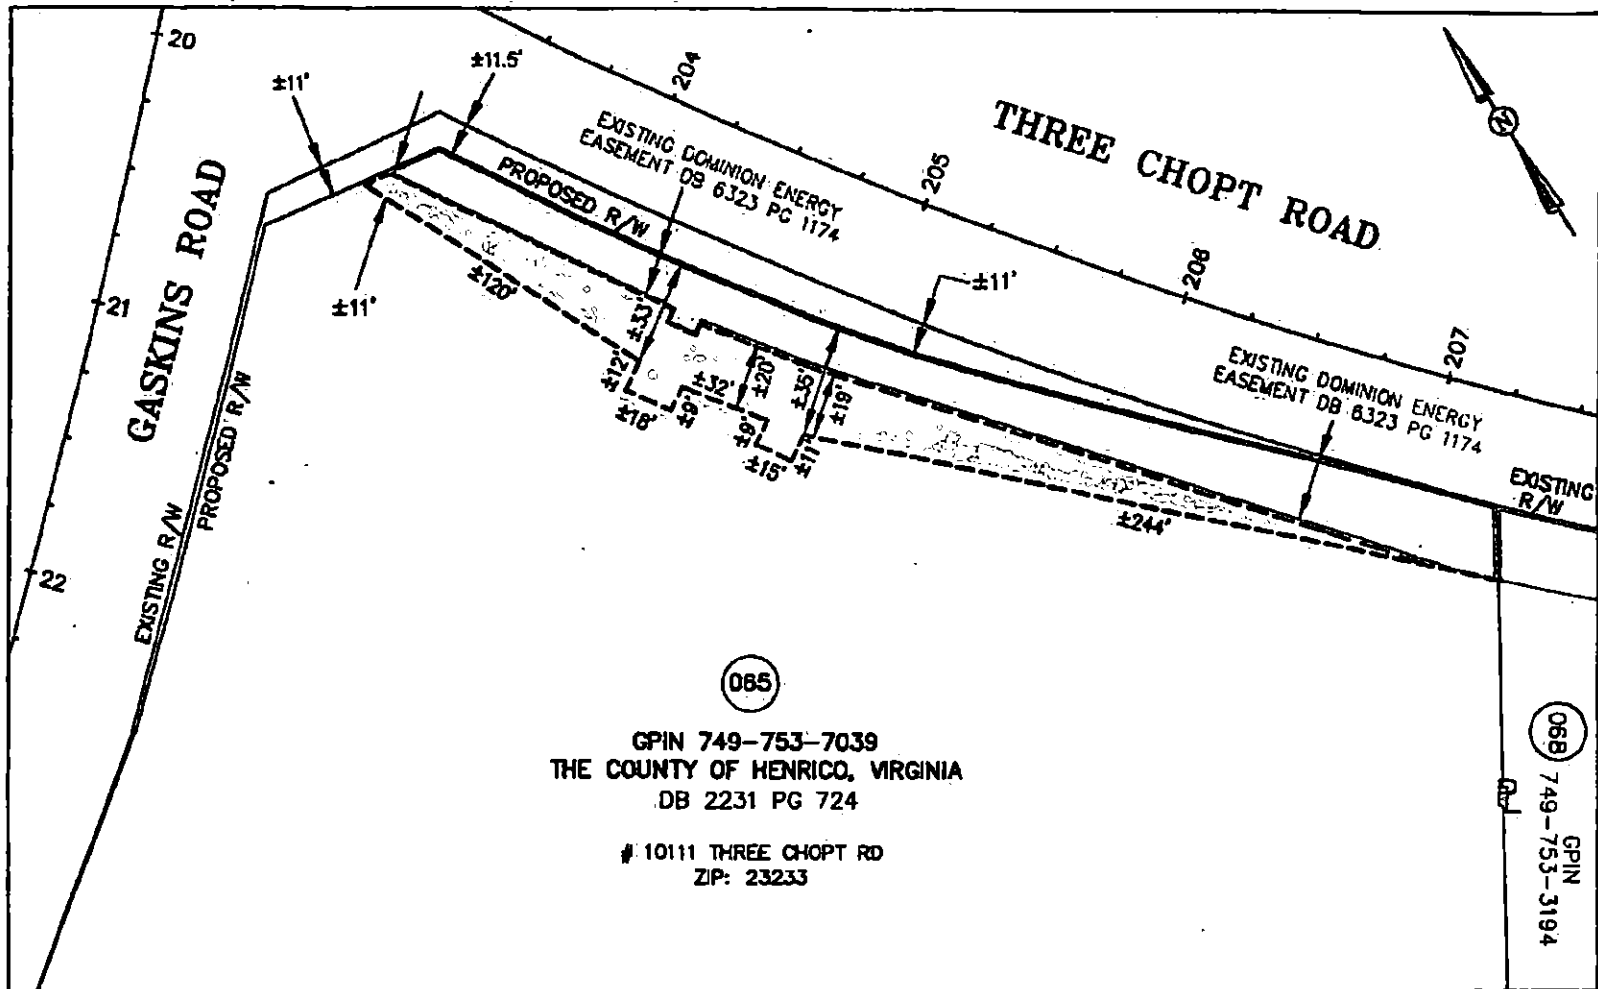 20
21
22
GASKINS ROAD
EXISTING R/W
PROPOSED R/W
±11'
±11.5'
±11'
204
205
206
207
THREE CHOPT ROAD
N
EXISTING DOMINION ENERGY
EASEMENT DB 6323 PG 1174
PROPOSED R/W
±11'
±120'
±33'
±12'
±18'
±9'
±32'
±20'
±9'
±15'
±11'
±35'
±19'
±244'
EXISTING DOMINION ENERGY
EASEMENT DB 6323 PG 1174
EXISTING
R/W
065
GPIN 749-753-7039
THE COUNTY OF HENRICO, VIRGINIA
DB 2231 PG 724
# 10111 THREE CHOPT RD
ZIP: 23233
068
GPIN
749-753-3194